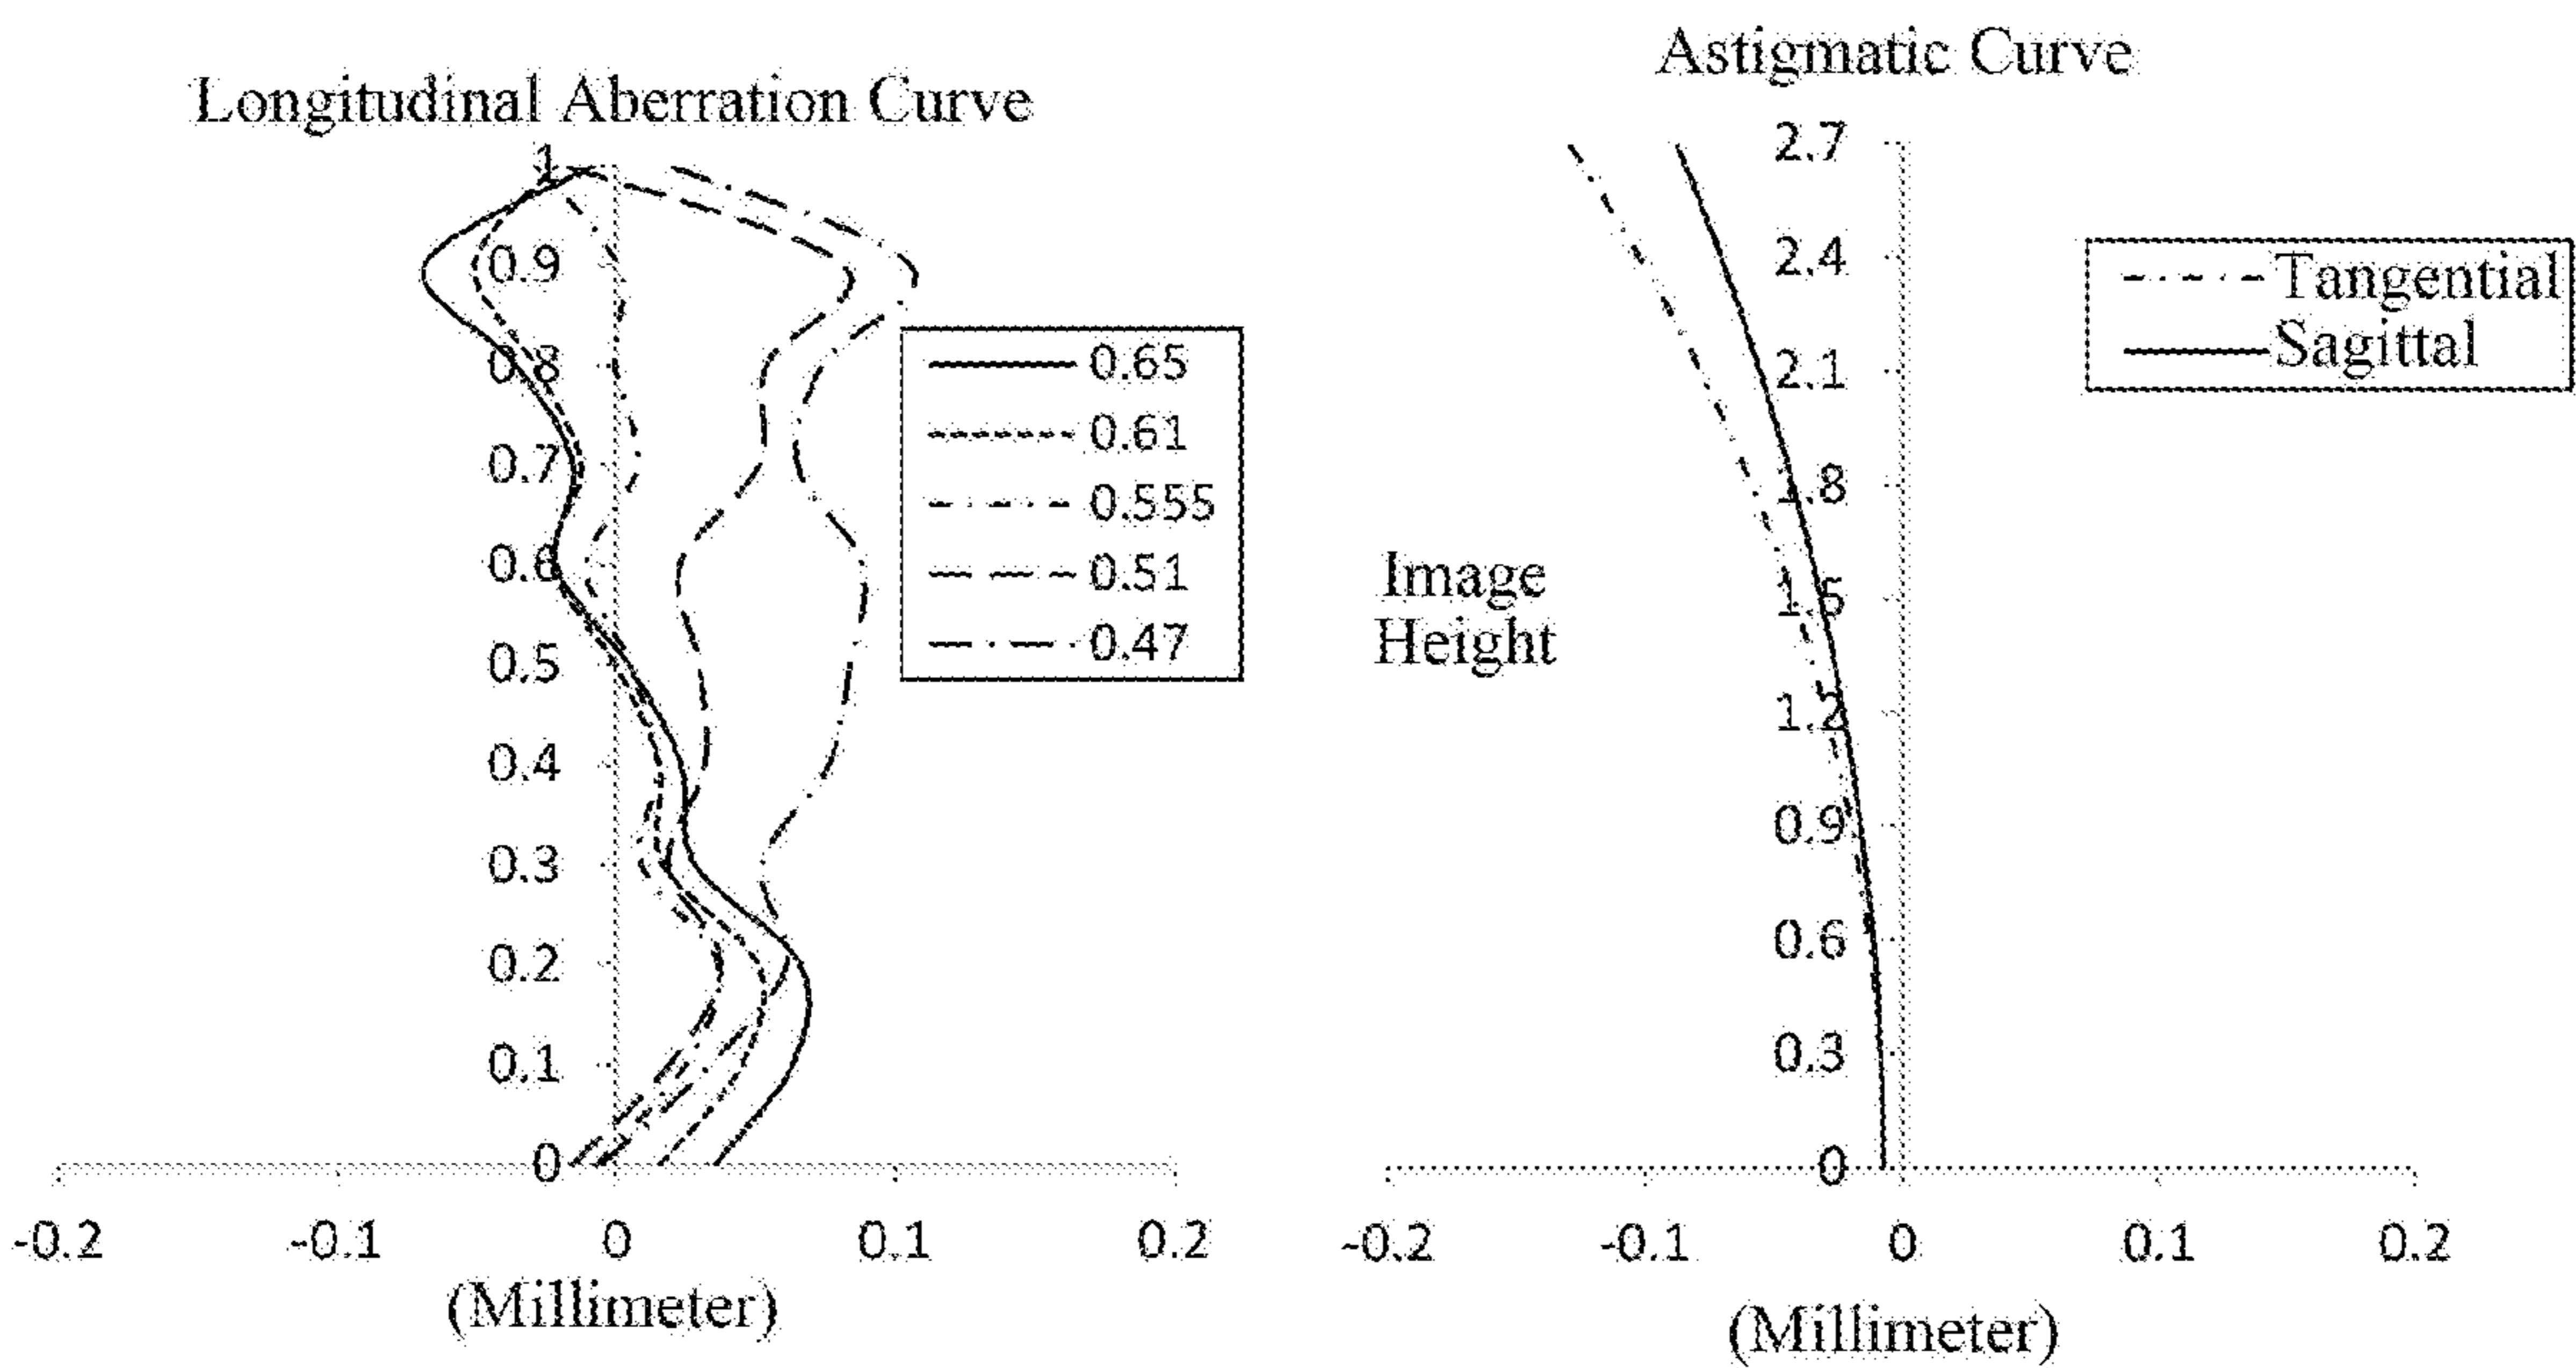 Longitudinal Aberration Curve
1
0.9
0.8
0.7
0.6
0.5
0.4
0.3
0.2
0.1
0
-0.2 -0.1 0 0.1 0.2
(Millimeter)
0.65
0.61
0.555
0.51
0.47
Astigmatic Curve
2.7
2.4
2.1
1.8
1.5
1.2
0.9
0.6
0.3
0
Image
Height
-0.2 -0.1 0 0.1 0.2
(Millimeter)
Tangential
Sagittal